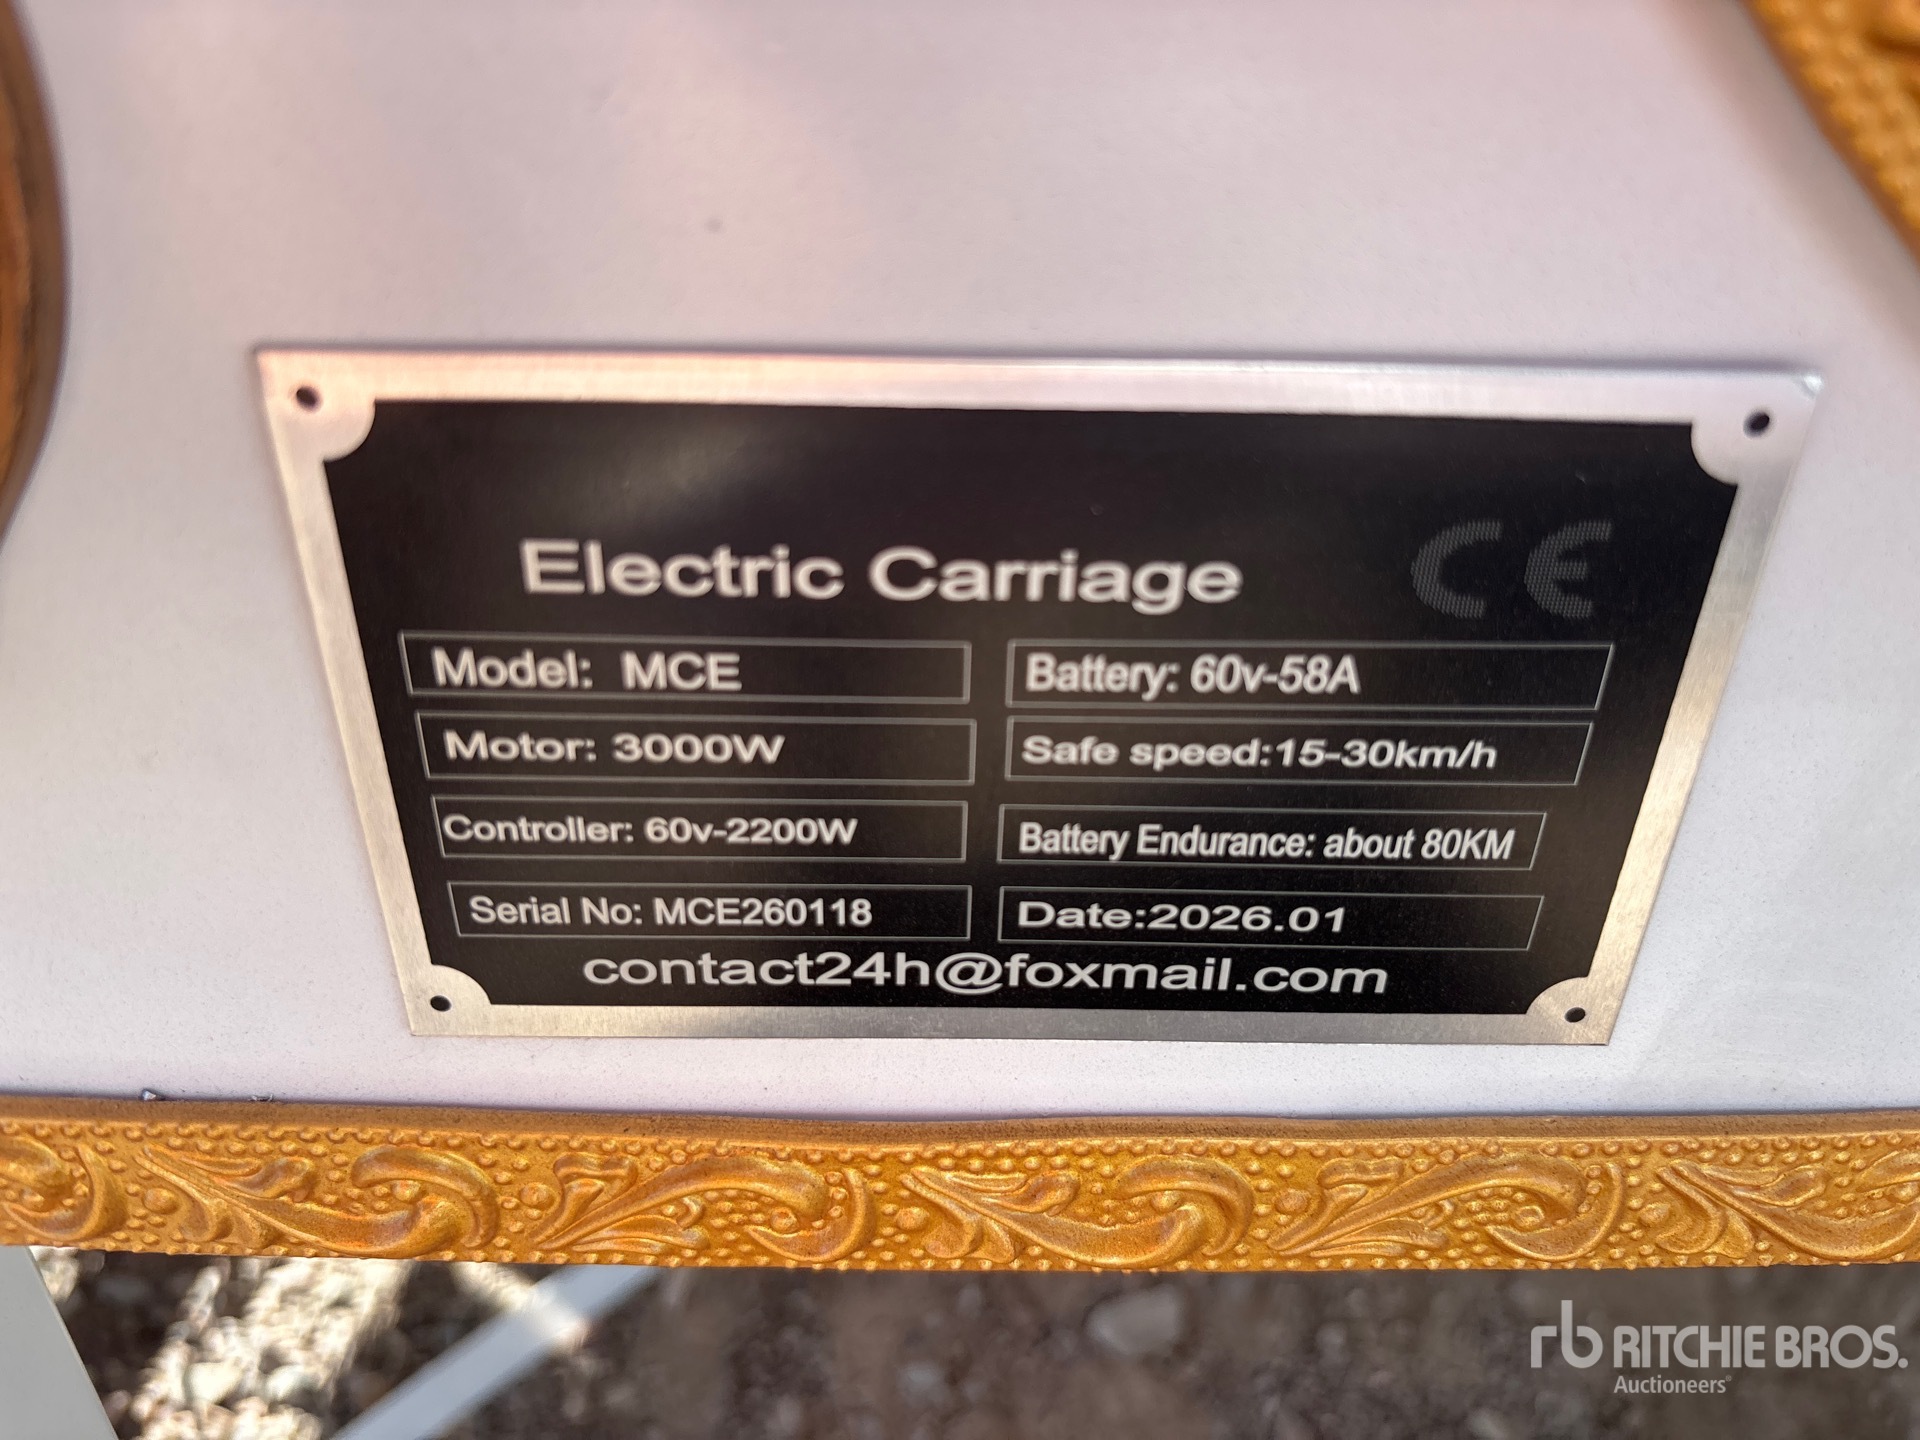 Electric Carriage CE
Model: MCE
Battery: 60v-58A
Motor: 3000W
Safe speed:15-30km/h
Controller: 60v-2200W
Battery Endurance: about 80KM
Serial No: MCE260118
Date:2026.01
contact24h@foxmail.com
rb RITCHIE BROS.
Auctioneers®